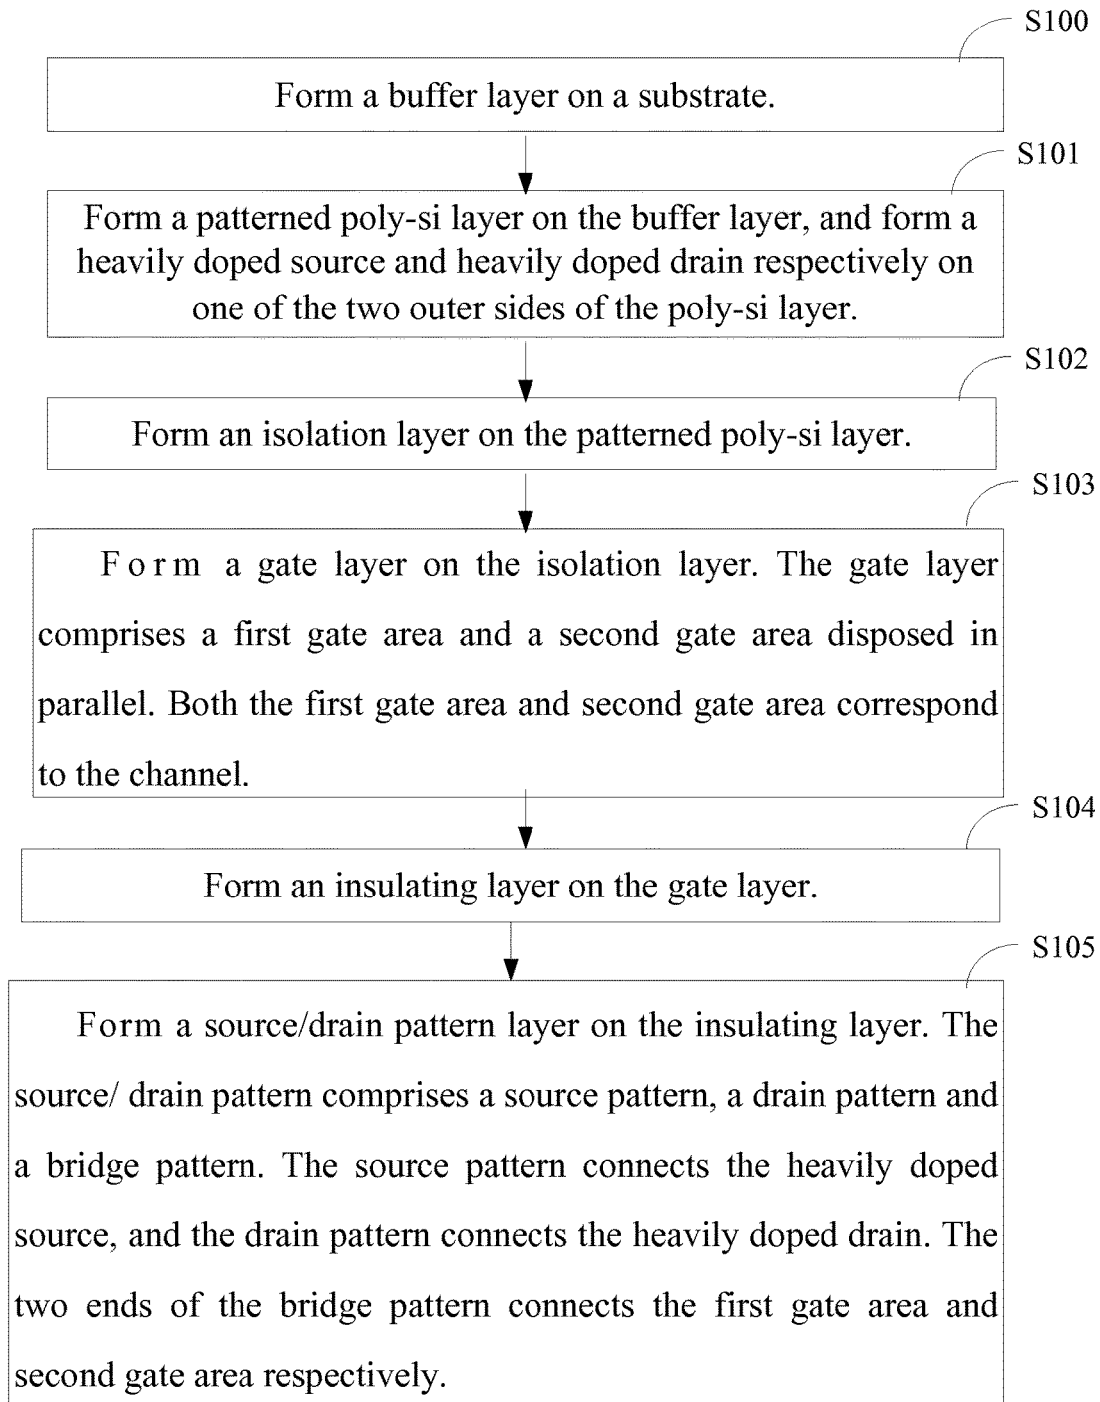 S100
Form a buffer layer on a substrate.
S101
Form a patterned poly-si layer on the buffer layer, and form a
heavily doped source and heavily doped drain respectively on
one of the two outer sides of the poly-si layer.
S102
Form an isolation layer on the patterned poly-si layer.
S103
Form a gate layer on the isolation layer. The gate layer
comprises a first gate area and a second gate area disposed in
parallel. Both the first gate area and second gate area correspond
to the channel.
S104
Form an insulating layer on the gate layer.
S105
Form a source/drain pattern layer on the insulating layer. The
source/ drain pattern comprises a source pattern, a drain pattern and
a bridge pattern. The source pattern connects the heavily doped
source, and the drain pattern connects the heavily doped drain. The
two ends of the bridge pattern connects the first gate area and
second gate area respectively.